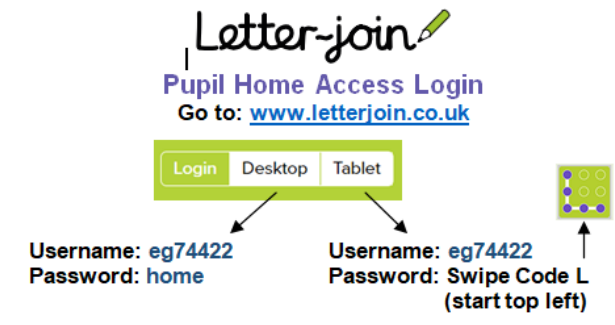 Letter-join
Pupil Home Access Login
Go to: www.letterjoin.co.uk
Login Desktop Tablet
Username: eg74422
Password: home
Username: eg74422
Password: Swipe Code L
(start top left)